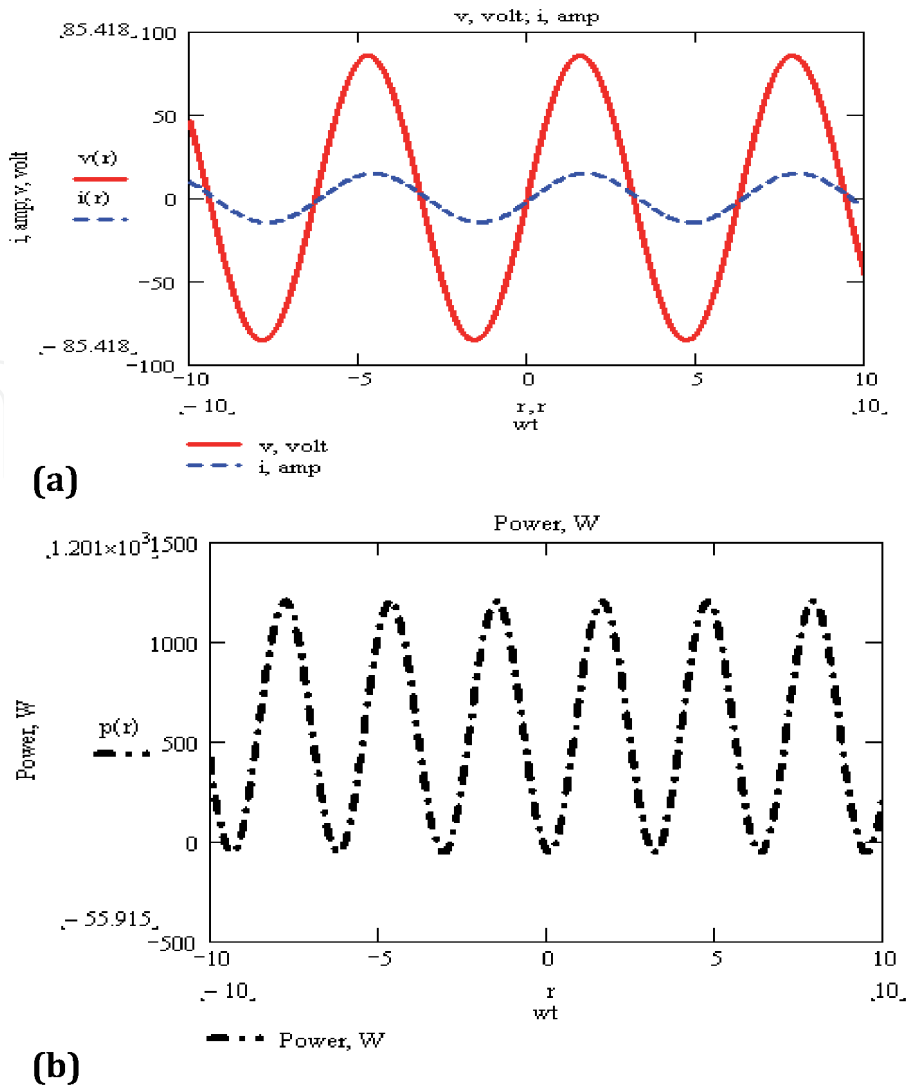 v, volt; i, amp
85.418
100
50
0
−50
−100
− 85.418
i, amp, v, volt
v(r)
i(r)
−10
−5
0
5
10
− 10
r, r
10
wt
v, volt
i, amp
(a)
Power, W
1.201×10³
1500
1000
500
0
−500
− 55.915
Power, W
p(r)
−10
−5
0
5
10
− 10
r
10
wt
Power, W
(b)